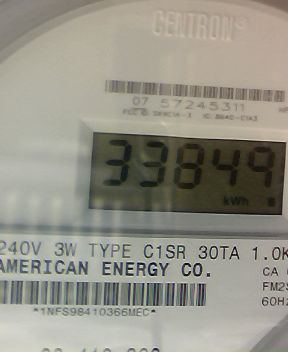 CENTRON®
07 57245311
33849
kWh
240V 3W TYPE C1SR 30TA 1.0K
AMERICAN ENERGY CO.
CA
*1NFS98410366MEC*
FM2S
60Hz